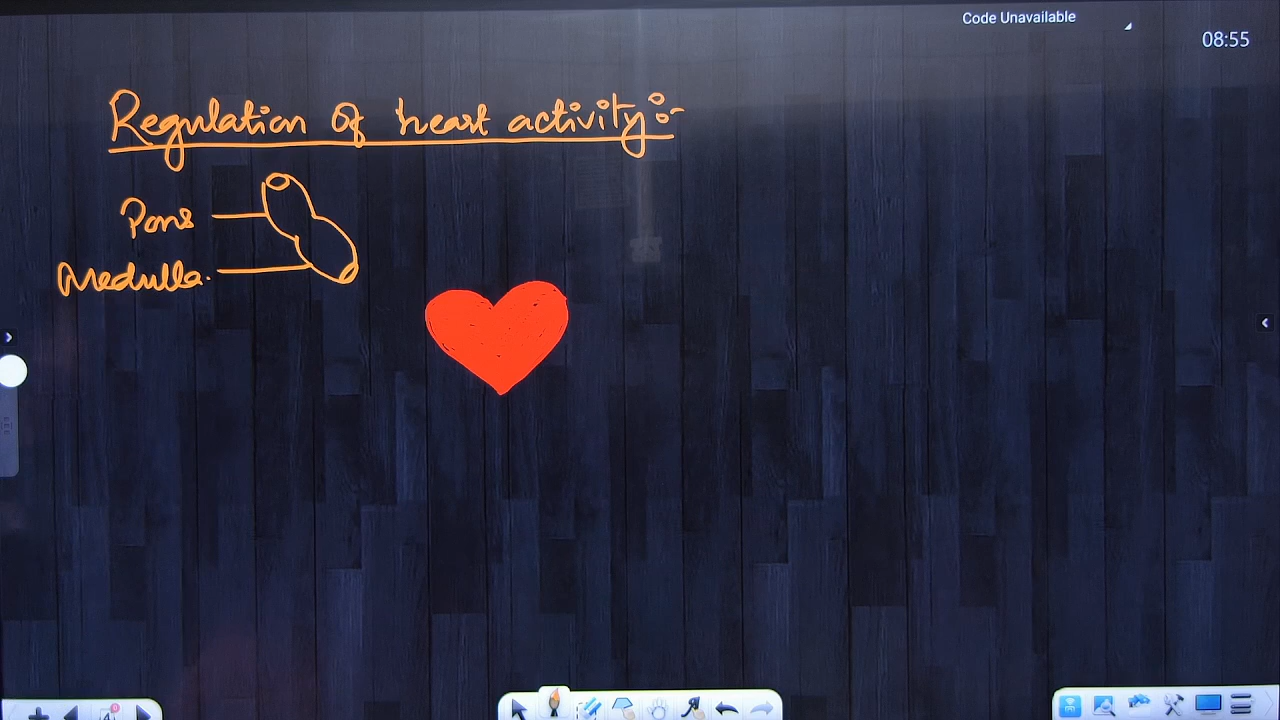 Code Unavailable
08:55
Regulation of heart activity:-
Pons
Medulla.